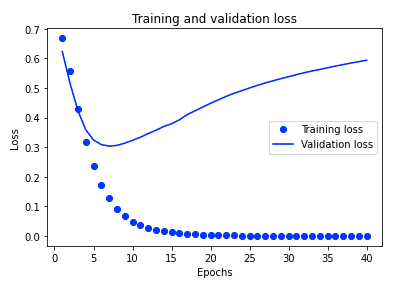 Training and validation loss
0.7
0.6
0.5
0.4
0.3
0.2
0.1
0.0
Loss
Training loss
Validation loss
0 5 10 15 20 25 30 35 40
Epochs